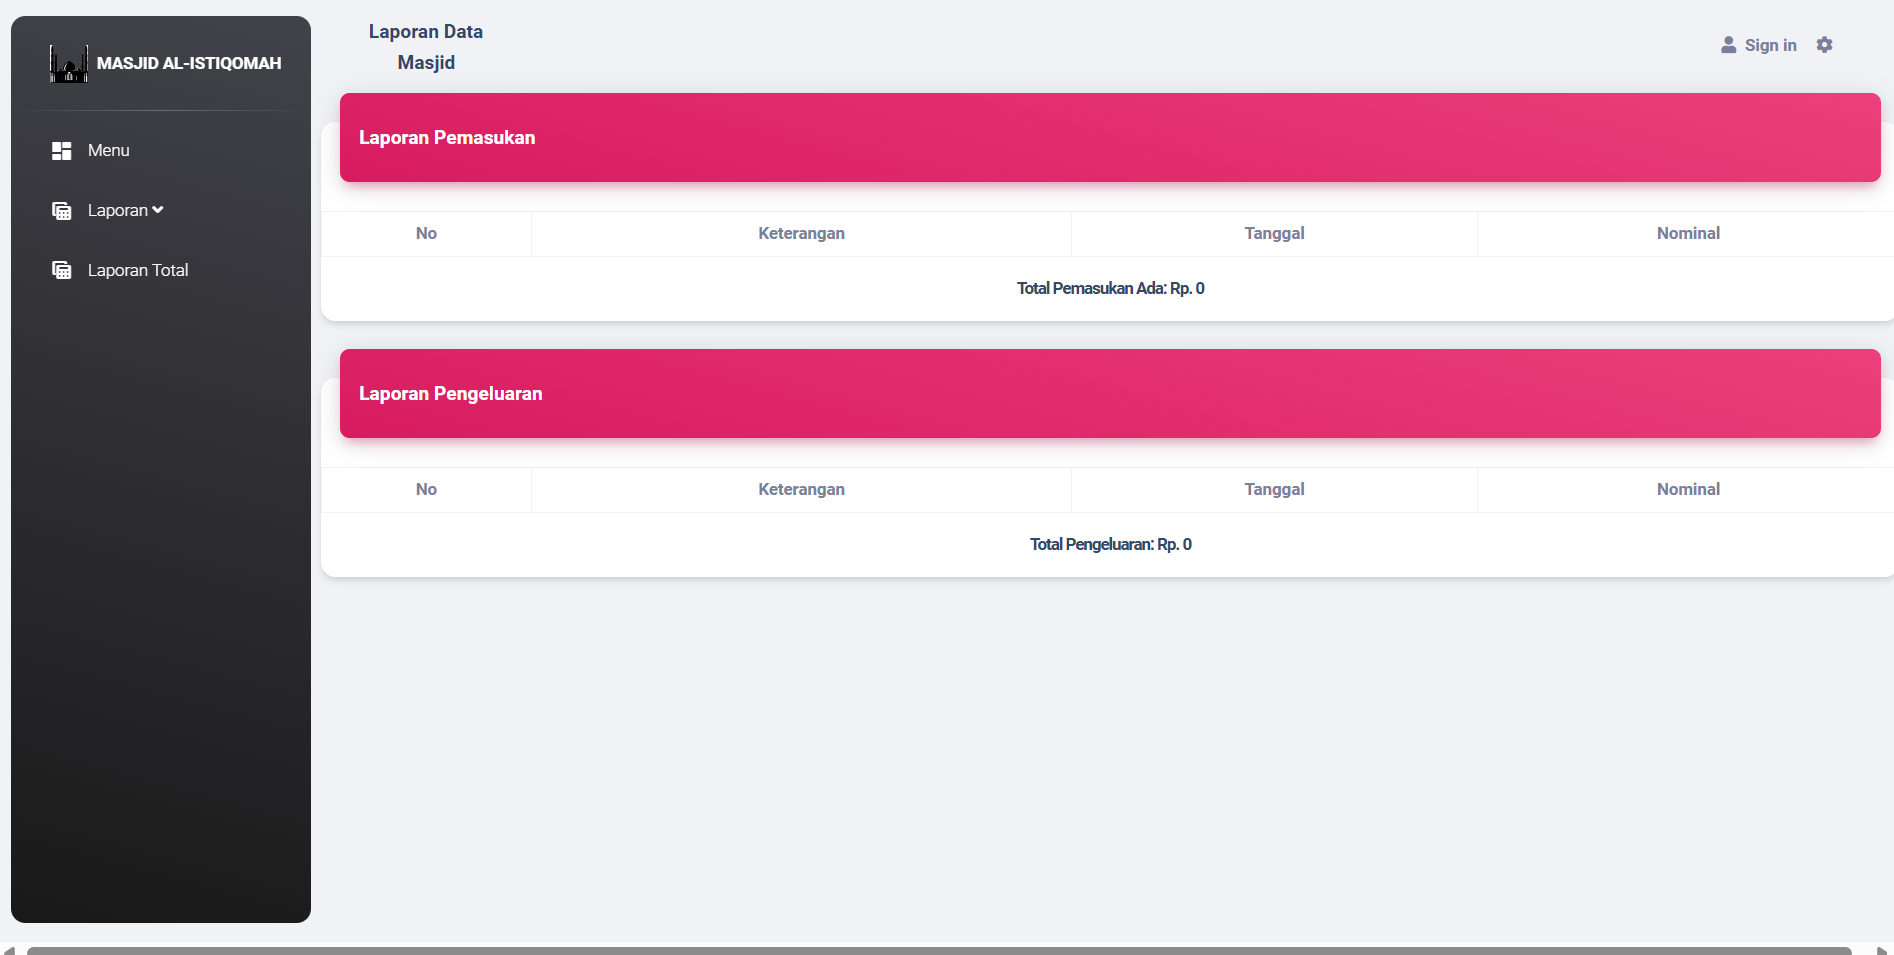 MASJID AL-ISTIQOMAH
Menu
Laporan
Laporan Total
Laporan Data
Masjid
Sign in
Laporan Pemasukan
No Keterangan Tanggal Nominal
Total Pemasukan Ada: Rp. 0
Laporan Pengeluaran
No Keterangan Tanggal Nominal
Total Pengeluaran: Rp. 0